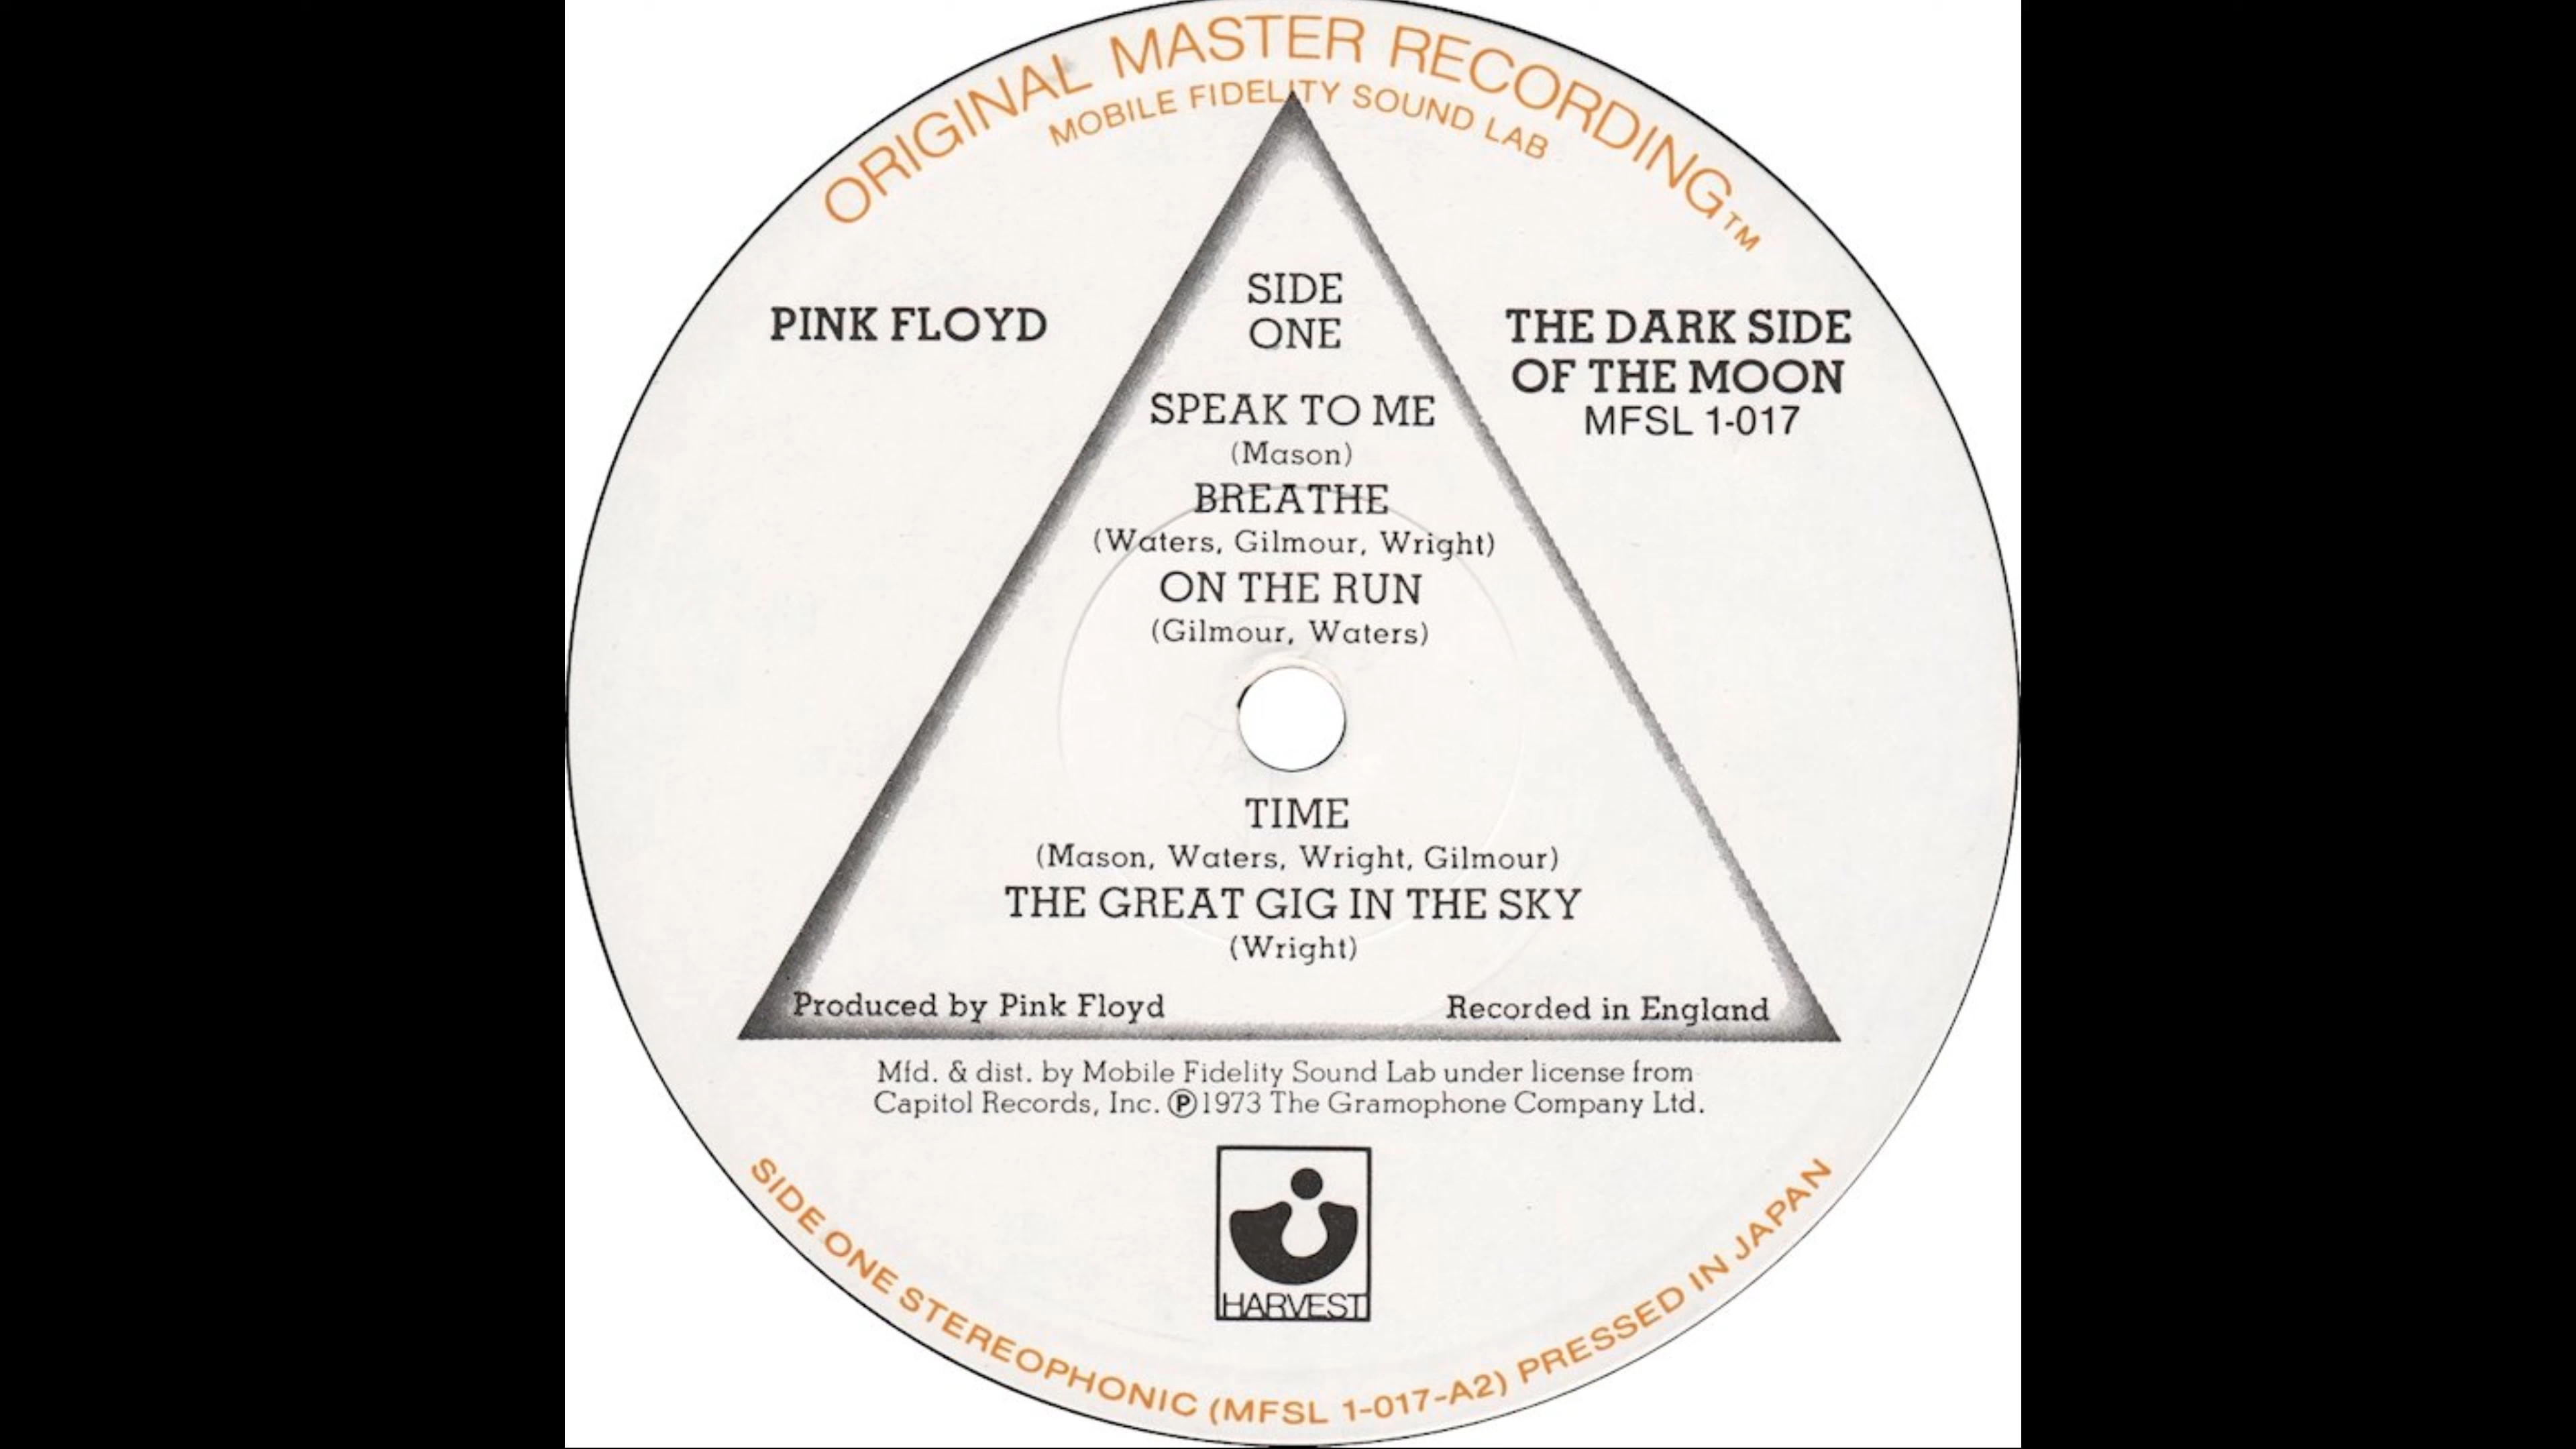 ORIGINAL MASTER RECORDING™
MOBILE FIDELITY SOUND LAB
PINK FLOYD
THE DARK SIDE
OF THE MOON
MFSL 1-017
SIDE
ONE
SPEAK TO ME
(Mason)
BREATHE
(Waters, Gilmour, Wright)
ON THE RUN
(Gilmour, Waters)
TIME
(Mason, Waters, Wright, Gilmour)
THE GREAT GIG IN THE SKY
(Wright)
Produced by Pink Floyd
Recorded in England
Mfd. & dist. by Mobile Fidelity Sound Lab under license from
Capitol Records, Inc. ℗1973 The Gramophone Company Ltd.
HARVEST
SIDE ONE STEREOPHONIC (MFSL 1-017-A2) PRESSED IN JAPAN